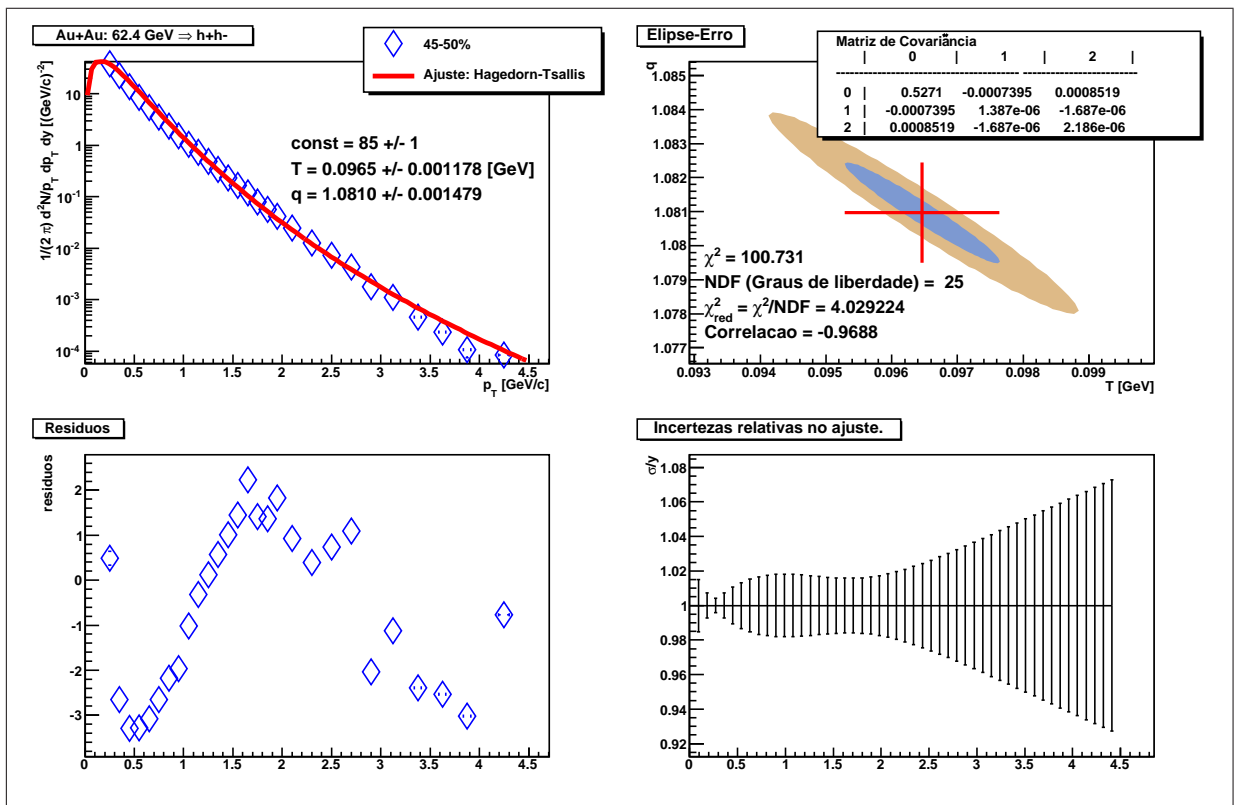 Au+Au: 62.4 GeV ⇒ h+h-
45-50%
Ajuste: Hagedorn-Tsallis
1/(2 π) d²N/p_T dp_T dy [(GeV/c)⁻²]
10
1
10⁻¹
10⁻²
10⁻³
10⁻⁴
const = 85 +/- 1
T = 0.0965 +/- 0.001178 [GeV]
q = 1.0810 +/- 0.001479
0 0.5 1 1.5 2 2.5 3 3.5 4 4.5
p_T [GeV/c]
Elipse-Erro
Matriz de Covariância
| 0 | 1 | 2 |
0 | 0.5271 -0.0007395 0.0008519
1 | -0.0007395 1.387e-06 -1.687e-06
2 | 0.0008519 -1.687e-06 2.186e-06
q
1.085
1.084
1.083
1.082
1.081
1.08
1.079
1.078
1.077
χ² = 100.731
NDF (Graus de liberdade) = 25
χ²_red = χ²/NDF = 4.029224
Correlacao = -0.9688
0.093 0.094 0.095 0.096 0.097 0.098 0.099
T [GeV]
Residuos
residuos
2
1
0
-1
-2
-3
0 0.5 1 1.5 2 2.5 3 3.5 4 4.5
Incertezas relativas no ajuste.
σ/y
1.08
1.06
1.04
1.02
1
0.98
0.96
0.94
0.92
0 0.5 1 1.5 2 2.5 3 3.5 4 4.5